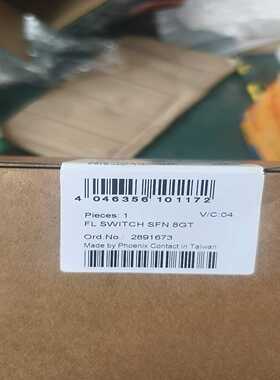 4 046356 101172
Pieces: 1 V/C:04
FL SWITCH SFN 8GT
Ord.No.: 2891673
Made by Phoenix Contact in Taiwan